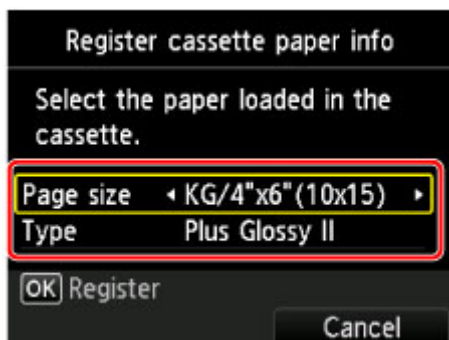 Register cassette paper info
Select the paper loaded in the
cassette.
Page size KG/4"x6"(10x15)
Type Plus Glossy II
OK Register
Cancel